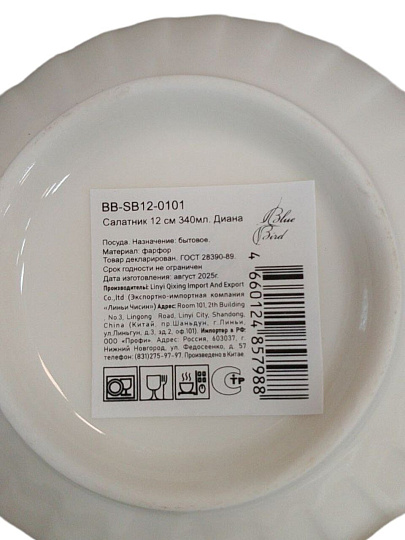 BB-SB12-0101
Салатник 12 см 340мл. Диана
Blue
Bird
Посуда. Назначение: бытовое.
Материал: фарфор
Товар декларирован. ГОСТ 28390-89.
Срок годности не ограничен
Дата изготовления: август 2025г.
Производитель: Linyi Qixing Import And Export
Co.,ltd (Экспортно-импортная компания
«Линьи Чисин») Адрес: Room 101, 2th Building
, No.3, Lingong Road, Linyi City, Shandong,
China (Китай, пр.Шаньдун, г.Линьи,
ул.Линьгун, д.3, зд.2, оф.101). Импортер в РФ:
ООО «Профи» Адрес: Россия, 603037, г.
Нижний Новгород, ул. Федосеенко, д. 57
телефон: (831)275-97-97. Произведено в Китае
4 660124 857988
С ТР